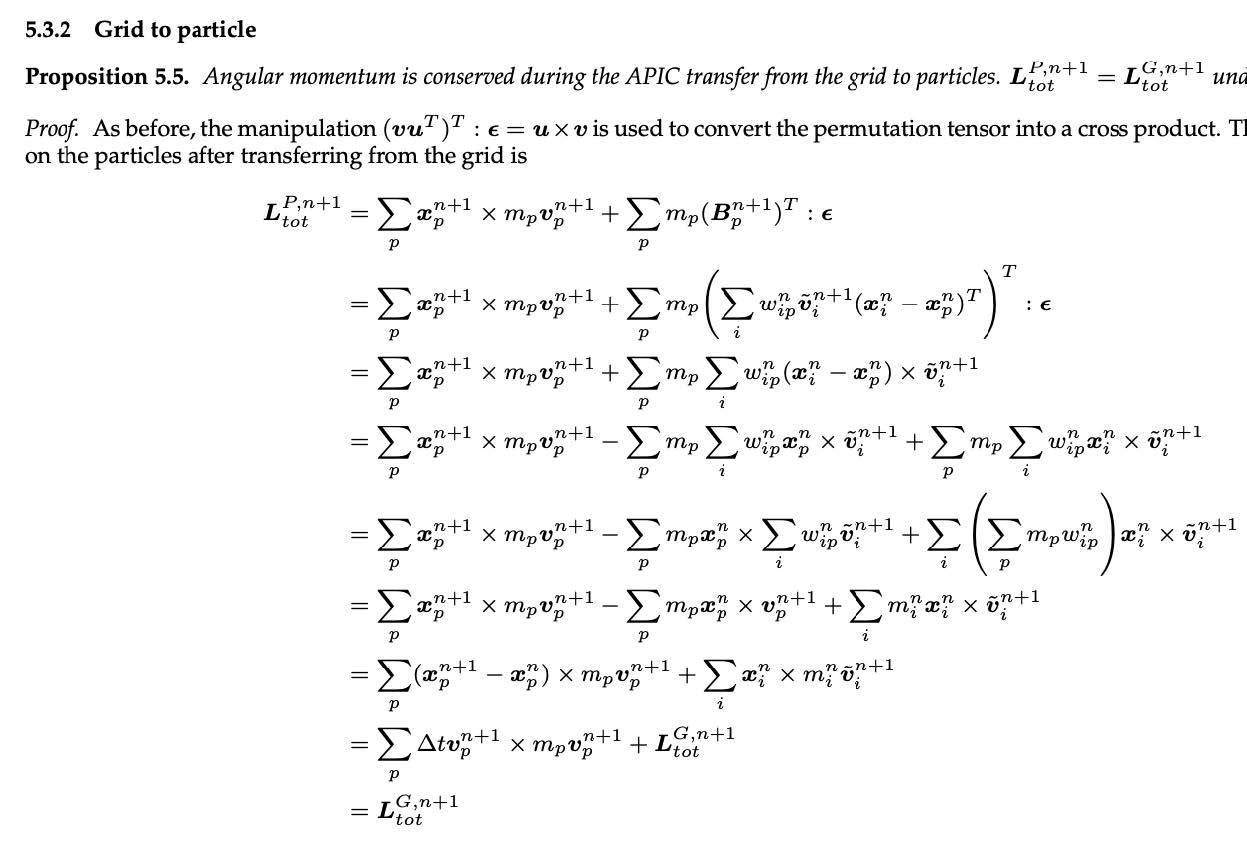 5.3.2 Grid to particle
Proposition 5.5. Angular momentum is conserved during the APIC transfer from the grid to particles. $\boldsymbol{L}_{tot}^{P,n+1} = \boldsymbol{L}_{tot}^{G,n+1}$
Proof. As before, the manipulation $(\boldsymbol{v}\boldsymbol{u}^T)^T : \boldsymbol{\epsilon} = \boldsymbol{u} \times \boldsymbol{v}$ is used to convert the permutation tensor into a cross product.
on the particles after transferring from the grid is
$\boldsymbol{L}_{tot}^{P,n+1} = \sum_p \boldsymbol{x}_p^{n+1} \times m_p \boldsymbol{v}_p^{n+1} + \sum_p m_p (\boldsymbol{B}_p^{n+1})^T : \boldsymbol{\epsilon}$
$= \sum_p \boldsymbol{x}_p^{n+1} \times m_p \boldsymbol{v}_p^{n+1} + \sum_p m_p \left( \sum_i w_{ip}^n \tilde{\boldsymbol{v}}_i^{n+1} (\boldsymbol{x}_i^n - \boldsymbol{x}_p^n)^T \right)^T : \boldsymbol{\epsilon}$
$= \sum_p \boldsymbol{x}_p^{n+1} \times m_p \boldsymbol{v}_p^{n+1} + \sum_p m_p \sum_i w_{ip}^n (\boldsymbol{x}_i^n - \boldsymbol{x}_p^n) \times \tilde{\boldsymbol{v}}_i^{n+1}$
$= \sum_p \boldsymbol{x}_p^{n+1} \times m_p \boldsymbol{v}_p^{n+1} - \sum_p m_p \sum_i w_{ip}^n \boldsymbol{x}_p^n \times \tilde{\boldsymbol{v}}_i^{n+1} + \sum_p m_p \sum_i w_{ip}^n \boldsymbol{x}_i^n \times \tilde{\boldsymbol{v}}_i^{n+1}$
$= \sum_p \boldsymbol{x}_p^{n+1} \times m_p \boldsymbol{v}_p^{n+1} - \sum_p m_p \boldsymbol{x}_p^n \times \sum_i w_{ip}^n \tilde{\boldsymbol{v}}_i^{n+1} + \sum_i \left( \sum_p m_p w_{ip}^n \right) \boldsymbol{x}_i^n \times \tilde{\boldsymbol{v}}_i^{n+1}$
$= \sum_p \boldsymbol{x}_p^{n+1} \times m_p \boldsymbol{v}_p^{n+1} - \sum_p m_p \boldsymbol{x}_p^n \times \boldsymbol{v}_p^{n+1} + \sum_i m_i^n \boldsymbol{x}_i^n \times \tilde{\boldsymbol{v}}_i^{n+1}$
$= \sum_p (\boldsymbol{x}_p^{n+1} - \boldsymbol{x}_p^n) \times m_p \boldsymbol{v}_p^{n+1} + \sum_i \boldsymbol{x}_i^n \times m_i^n \tilde{\boldsymbol{v}}_i^{n+1}$
$= \sum_p \Delta t \boldsymbol{v}_p^{n+1} \times m_p \boldsymbol{v}_p^{n+1} + \boldsymbol{L}_{tot}^{G,n+1}$
$= \boldsymbol{L}_{tot}^{G,n+1}$